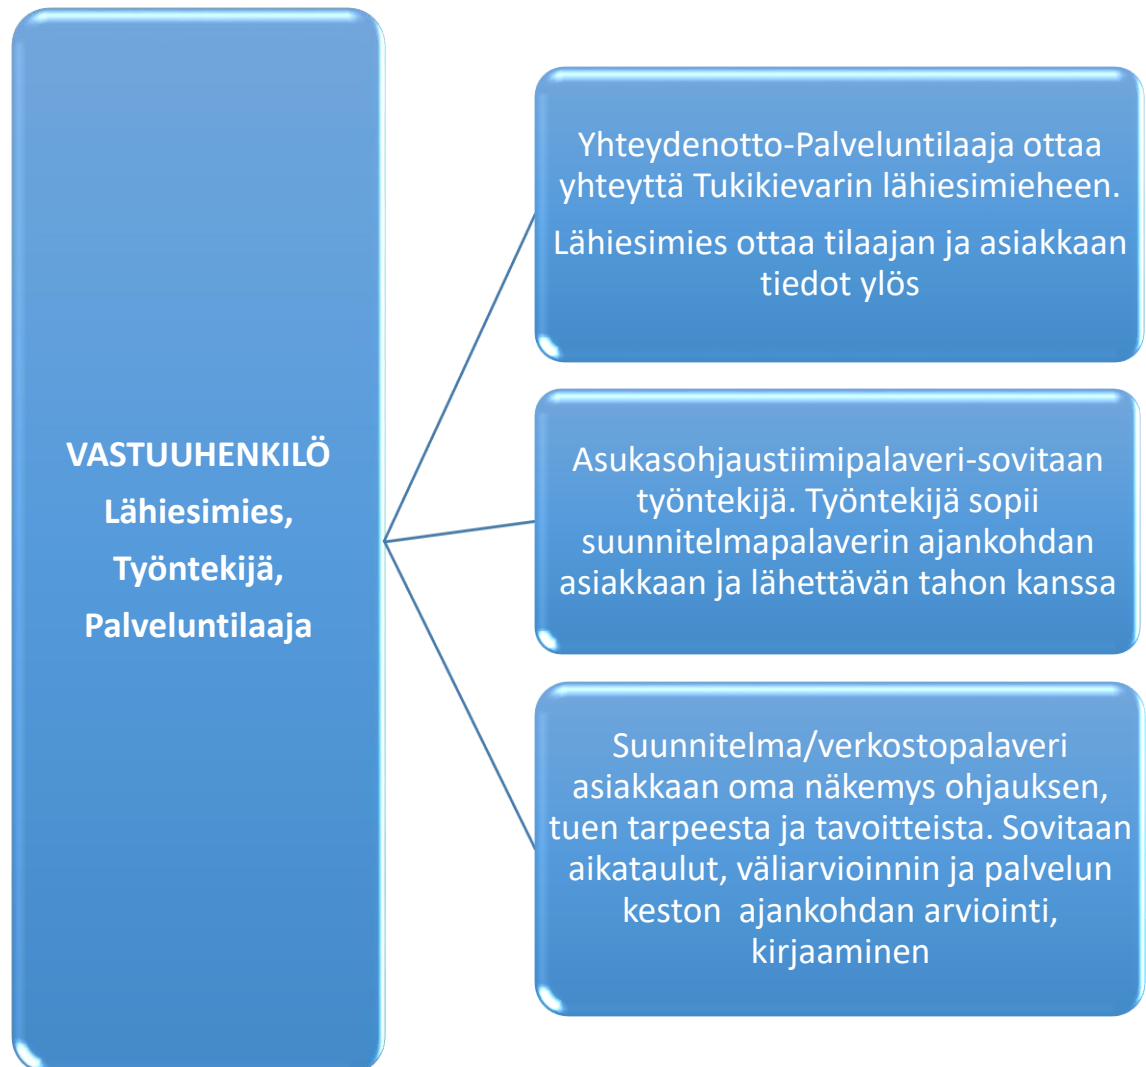 VASTUUHENKILÖ
Lähiesimies,
Työntekijä,
Palveluntilaaja
Yhteydenotto-Palveluntilaaja ottaa
yhteyttä Tukikievarin lähiesimieheen.
Lähiesimies ottaa tilaajan ja asiakkaan
tiedot ylös
Asukasohjaustiimipalaveri-sovitaan
työntekijä. Työntekijä sopii
suunnitelmapalaverin ajankohdan
asiakkaan ja lähettävän tahon kanssa
Suunnitelma/verkostopalaveri
asiakkaan oma näkemys ohjauksen,
tuen tarpeesta ja tavoitteista. Sovitaan
aikataulut, väliarvioinnin ja palvelun
keston  ajankohdan arviointi,
kirjaaminen